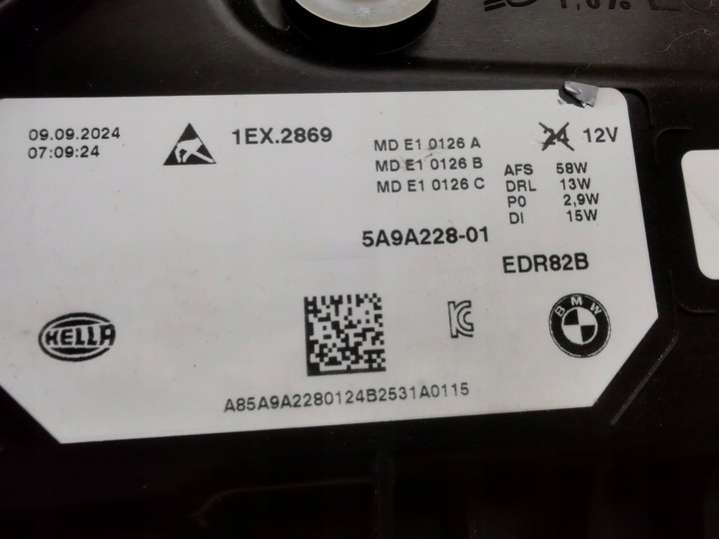 09.09.2024
07:09:24
1EX.2869
MD E1 0126 A
MD E1 0126 B
MD E1 0126 C
24 12V
AFS 58W
DRL 13W
PO 2,9W
DI 15W
5A9A228-01
EDR82B
HELLA
BMW
A85A9A2280124B2531A0115